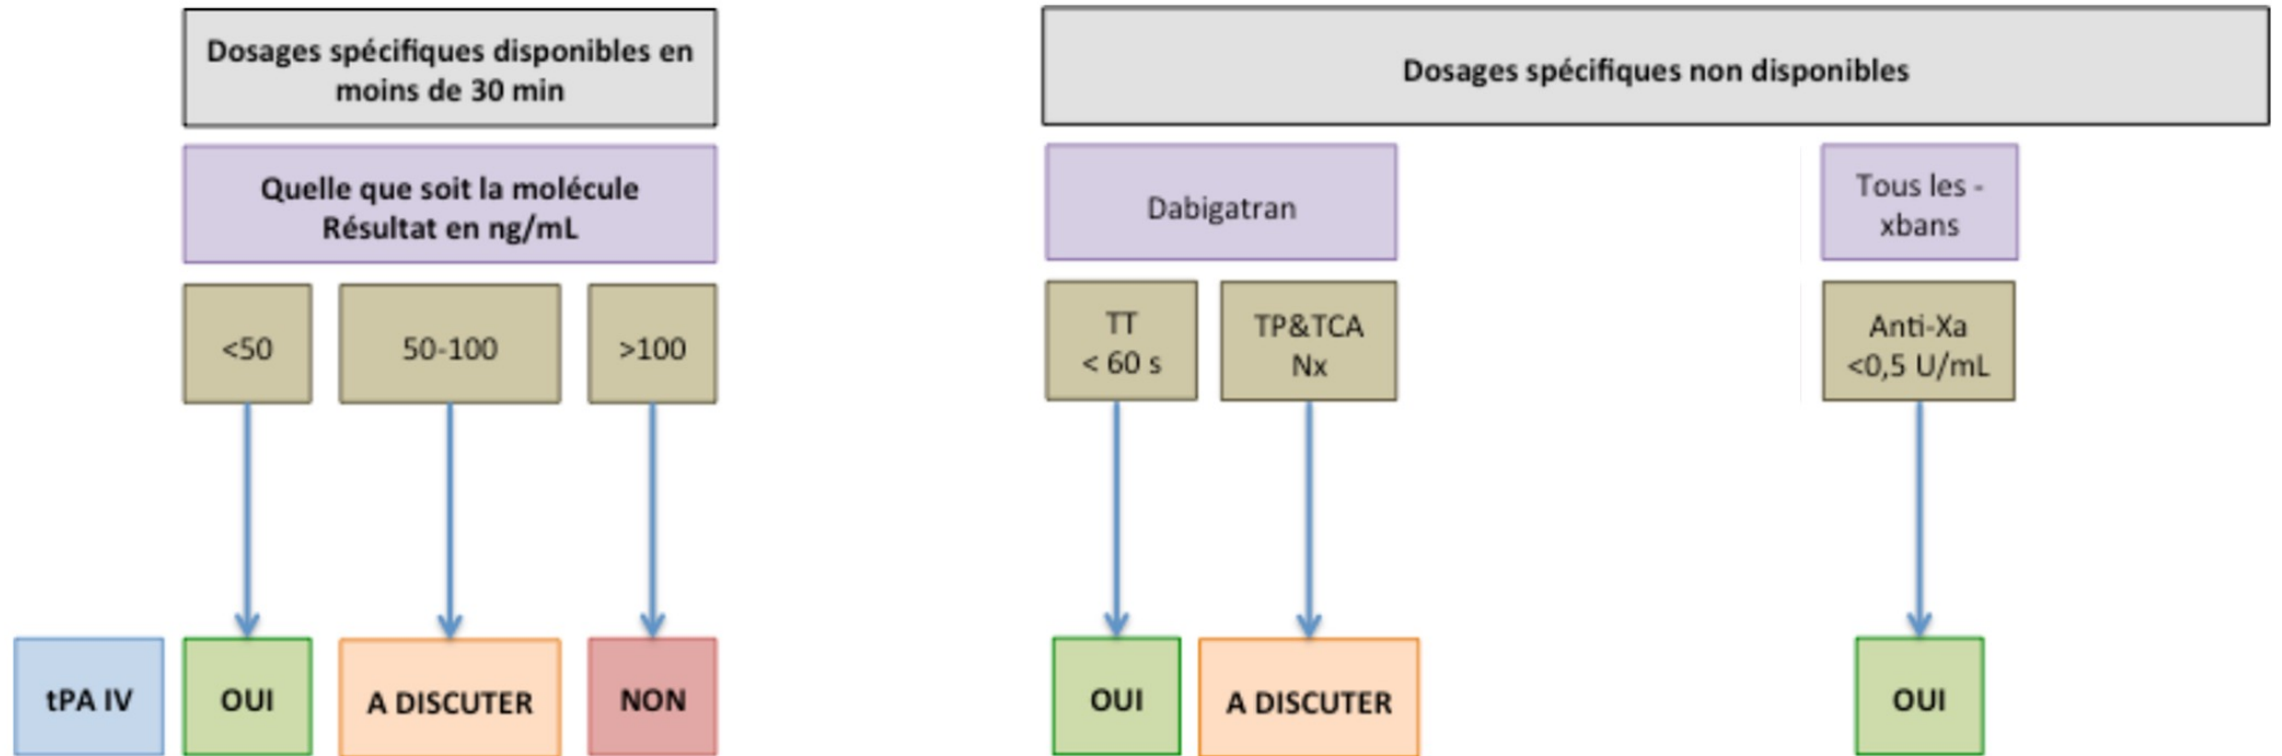 Dosages spécifiques disponibles en
moins de 30 min
Dosages spécifiques non disponibles
Quelle que soit la molécule
Résultat en ng/mL
Dabigatran
Tous les -
xbans
<50
50-100
>100
TT
< 60 s
TP&TCA
Nx
Anti-Xa
<0,5 U/mL
tPA IV
OUI
A DISCUTER
NON
OUI
A DISCUTER
OUI